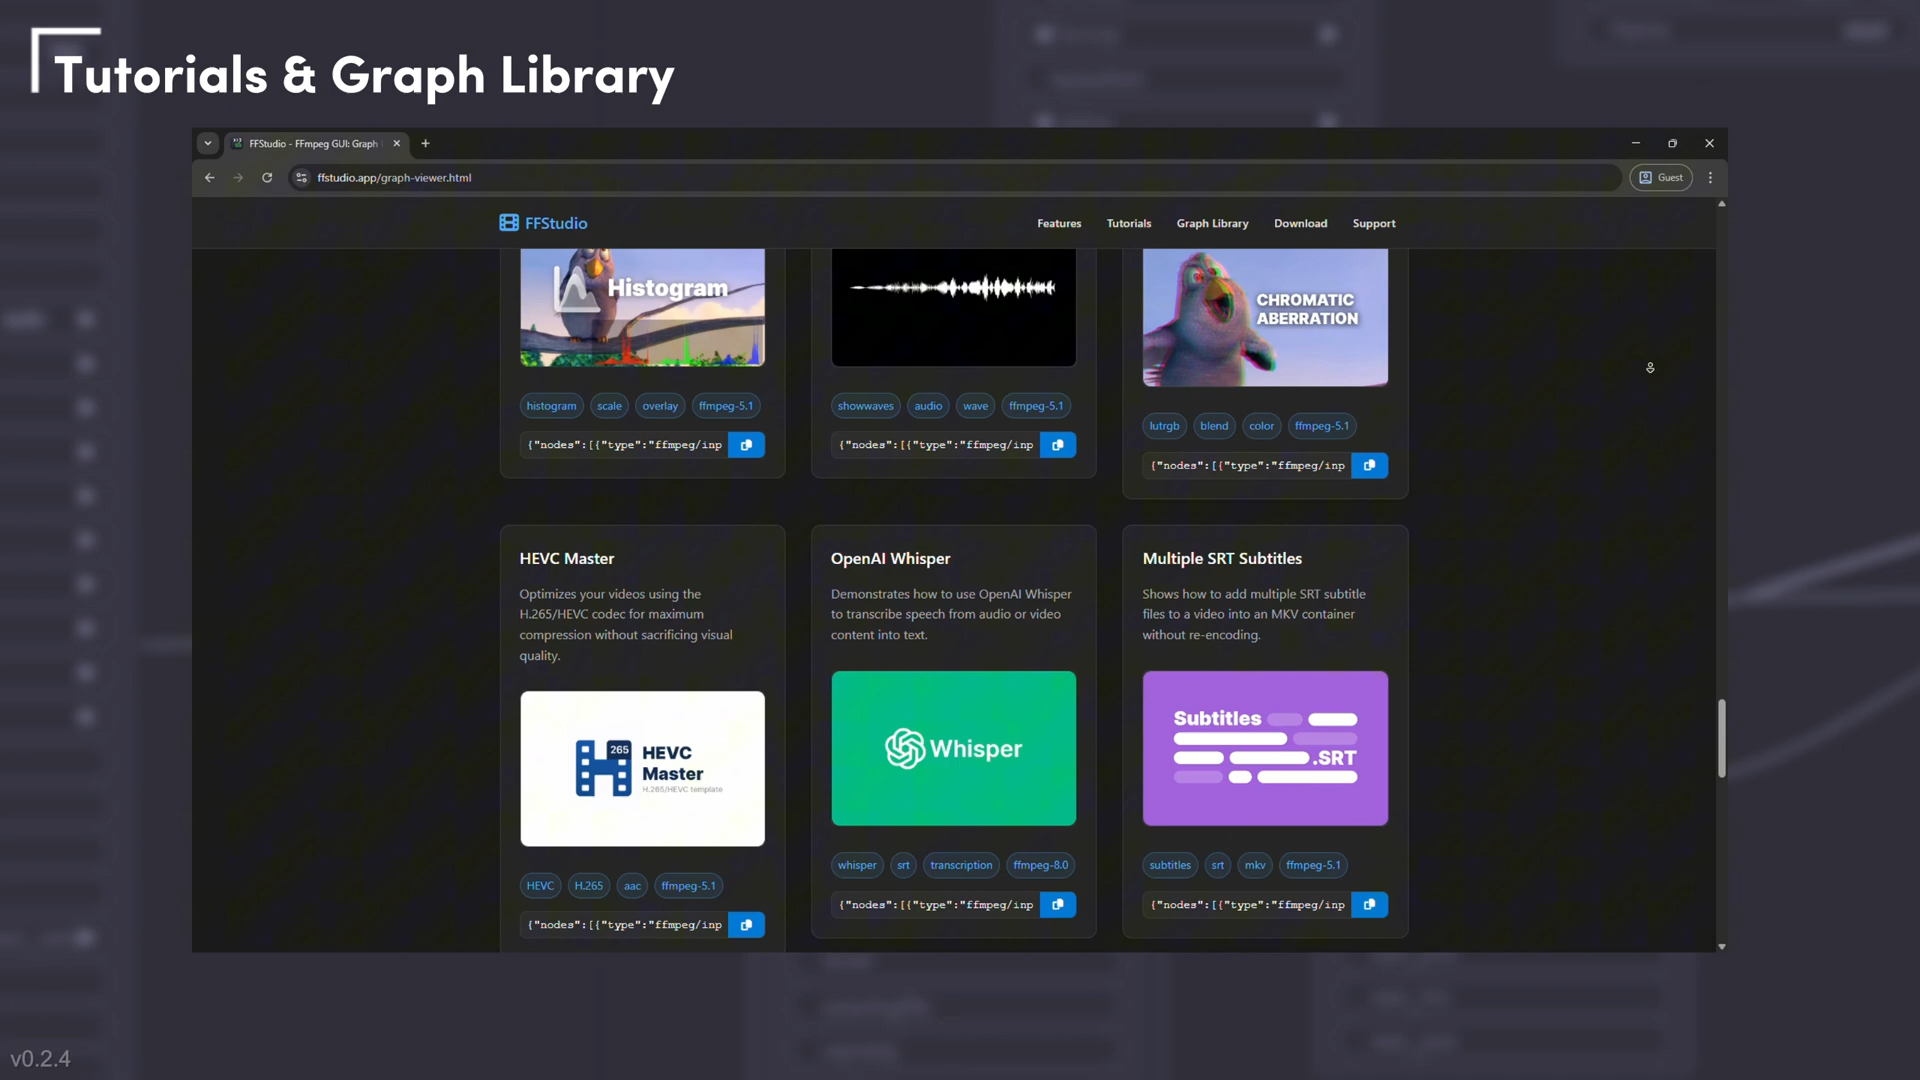 Tutorials & Graph Library
FFStudio - FFmpeg GUI: Graph
ffstudio.app/graph-viewer.html
Guest
FFStudio
Features
Tutorials
Graph Library
Download
Support
Histogram
CHROMATIC
ABERRATION
histogram
scale
overlay
ffmpeg-5.1
showwaves
audio
wave
ffmpeg-5.1
lutrgb
blend
color
ffmpeg-5.1
{"nodes":[{"type":"ffmpeg/inp
{"nodes":[{"type":"ffmpeg/inp
{"nodes":[{"type":"ffmpeg/inp
HEVC Master
Optimizes your videos using the
H.265/HEVC codec for maximum
compression without sacrificing visual
quality.
265
HEVC
Master
H.265/HEVC template
HEVC
H.265
aac
ffmpeg-5.1
{"nodes":[{"type":"ffmpeg/inp
OpenAI Whisper
Demonstrates how to use OpenAI Whisper
to transcribe speech from audio or video
content into text.
Whisper
whisper
srt
transcription
ffmpeg-8.0
{"nodes":[{"type":"ffmpeg/inp
Multiple SRT Subtitles
Shows how to add multiple SRT subtitle
files to a video into an MKV container
without re-encoding.
Subtitles
.SRT
subtitles
srt
mkv
ffmpeg-5.1
{"nodes":[{"type":"ffmpeg/inp
v0.2.4